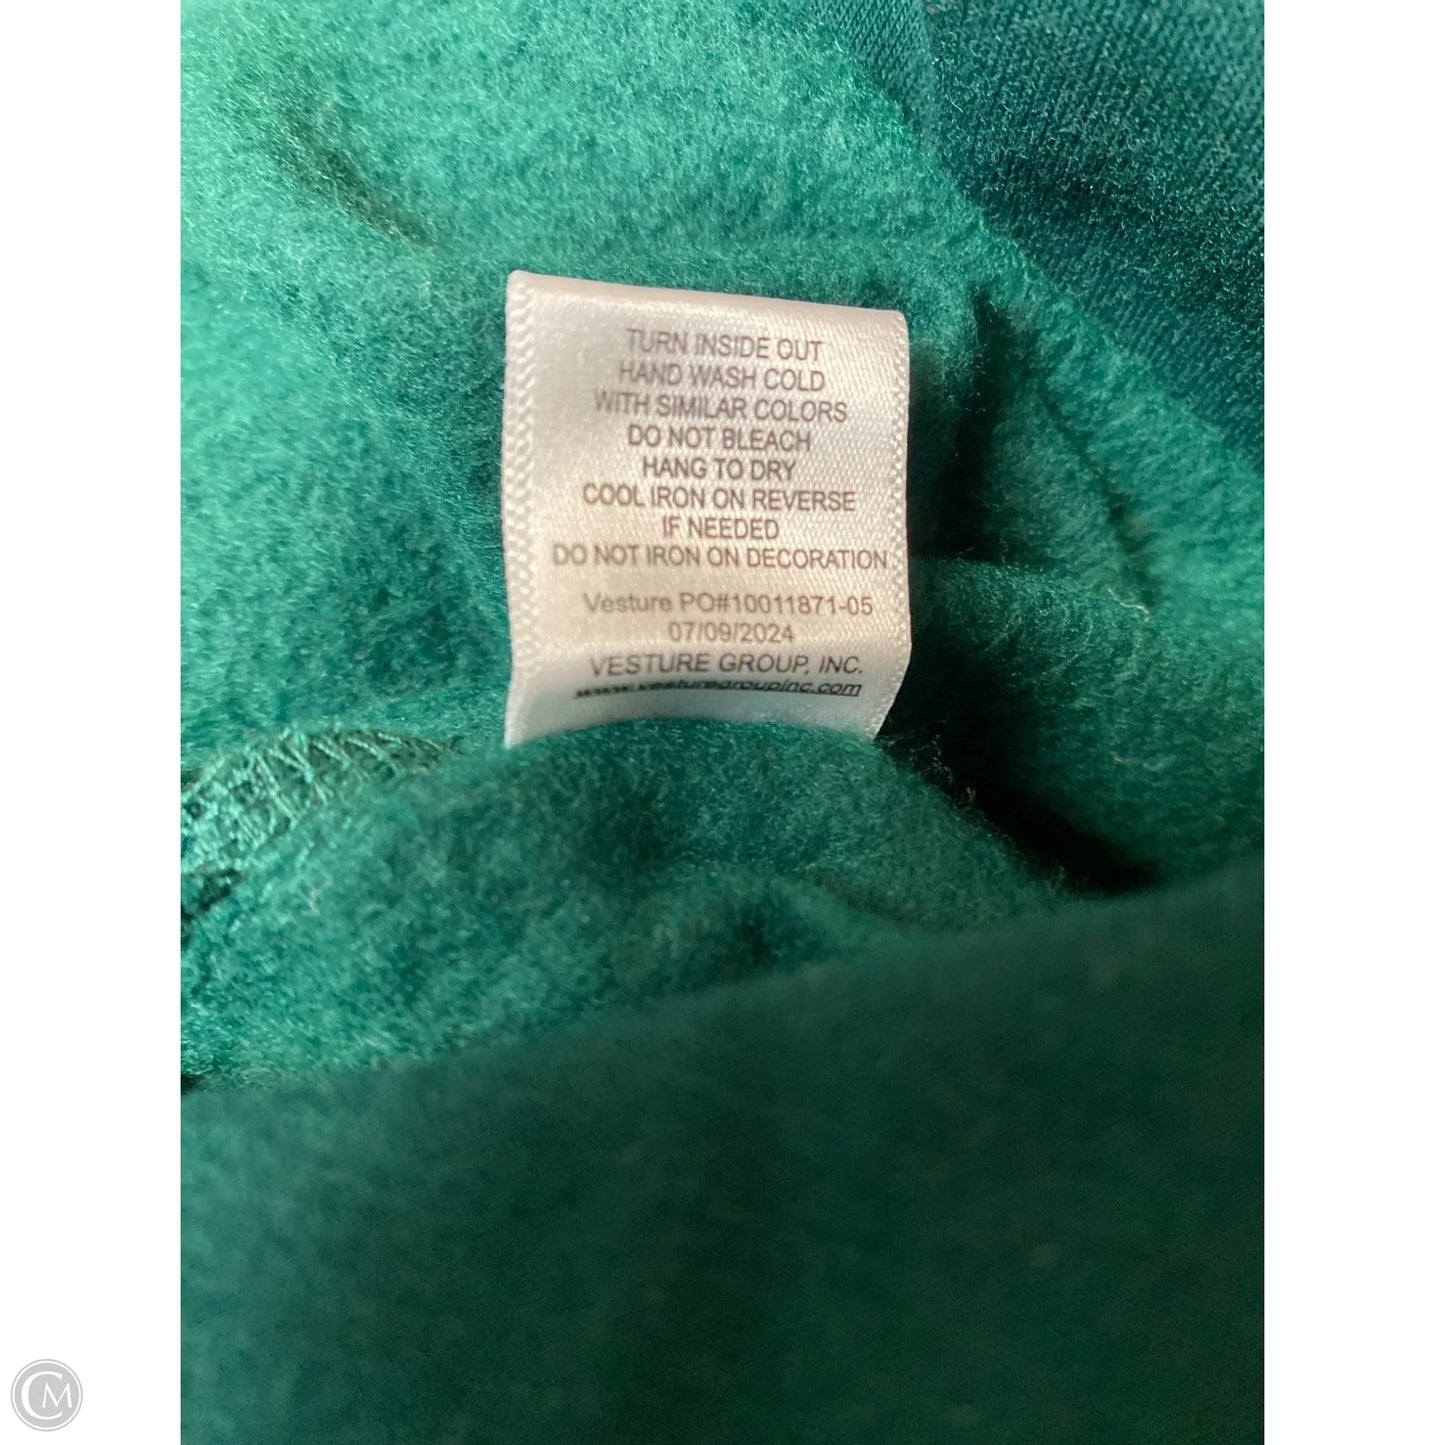 TURN INSIDE OUT
HAND WASH COLD
WITH SIMILAR COLORS
DO NOT BLEACH
HANG TO DRY
COOL IRON ON REVERSE
IF NEEDED
DO NOT IRON ON DECORATION
Vesture PO#10011871-05
07/09/2024
VESTURE GROUP, INC.
www.vesturegroupinc.com
CM